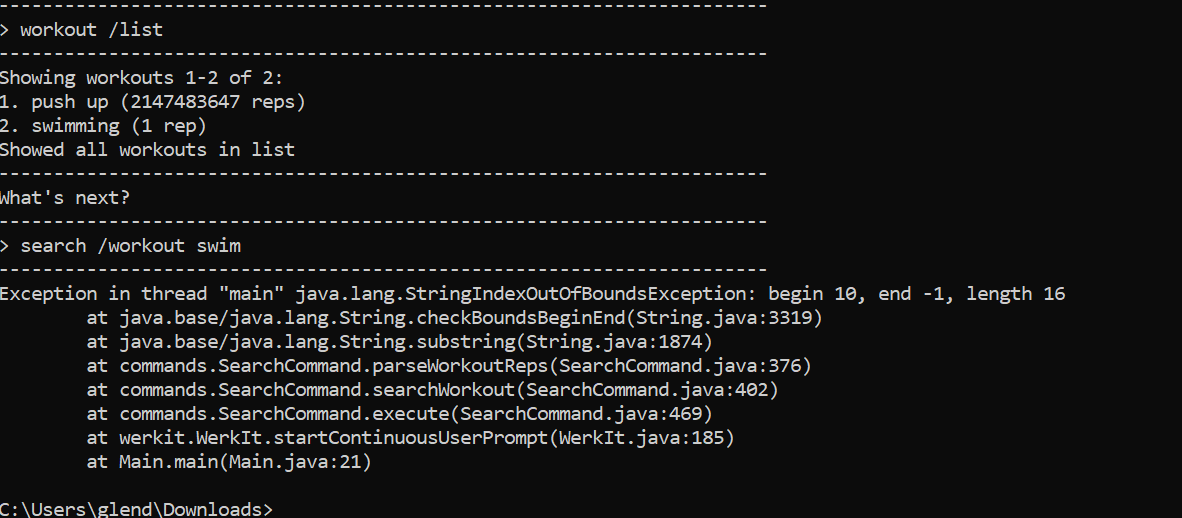 ----------------------------------------------------------------------
> workout /list
----------------------------------------------------------------------
Showing workouts 1-2 of 2:
1. push up (2147483647 reps)
2. swimming (1 rep)
Showed all workouts in list
----------------------------------------------------------------------
What's next?
----------------------------------------------------------------------
> search /workout swim
----------------------------------------------------------------------
Exception in thread "main" java.lang.StringIndexOutOfBoundsException: begin 10, end -1, length 16
        at java.base/java.lang.String.checkBoundsBeginEnd(String.java:3319)
        at java.base/java.lang.String.substring(String.java:1874)
        at commands.SearchCommand.parseWorkoutReps(SearchCommand.java:376)
        at commands.SearchCommand.searchWorkout(SearchCommand.java:402)
        at commands.SearchCommand.execute(SearchCommand.java:469)
        at werkit.WerkIt.startContinuousUserPrompt(WerkIt.java:185)
        at Main.main(Main.java:21)
C:\Users\glend\Downloads>